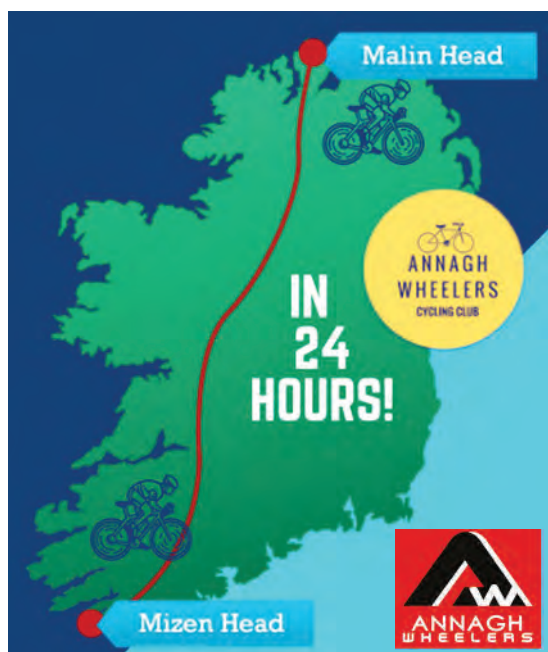 Malin Head
ANNAGH
WHEELERS
CYCLING CLUB
IN
24
HOURS!
Mizen Head
ANNAGH
WHEELERS